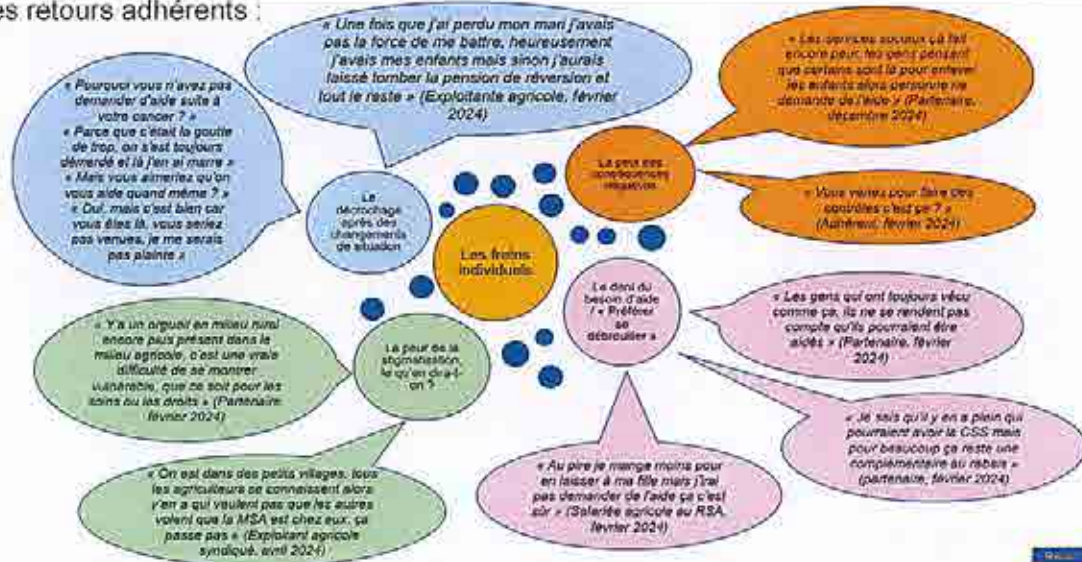 es retours adhérents :
« Une fois que j'ai perdu mon mari j'avais
pas la force de me battre, heureusement
j'avais mes enfants mais sinon j'aurais
laissé tomber la pension de réversion et
tout le reste » (Exploitante agricole, février
2024)
« Les services sociaux ça fait
encore peur, les gens pensent
que certains sont là pour enlever
les enfants alors personne ne
demande de l'aide » (Partenaire,
décembre 2024)
« Pourquoi vous n'avez pas
demander d'aide suite à
votre cancer ? »
« Parce que c'était la goutte
de trop, on s'est toujours
démerdé et là j'en ai marre »
« Mais vous aimeriez qu'on
vous aide quand même ? »
« Oui, mais c'est bien car
vous êtes là, vous seriez
pas venues, je me serais
pas plainte »
La peur des
conséquences
négatives
« Vous venez pour faire des
contrôles c'est ça ? »
(Adhérent, février 2024)
Le
décrochage
après des
changements
de situation
Les freins
individuels
Le déni du
besoin d'aide
/ « Préférer
se
débrouiller »
« Les gens qui ont toujours vécu
comme ça, ils ne se rendent pas
compte qu'ils pourraient être
aidés » (Partenaire, février
2024)
« Y'a un orgueil en milieu rural
encore plus présent dans le
milieu agricole, c'est une vraie
difficulté de se montrer
vulnérable, que ce soit pour les
soins ou les droits » (Partenaire
février 2024)
La peur de la
stigmatisation,
le qu'en dira-t-
on ?
« Je sais qu'il y en a plein qui
pourraient avoir la CSS mais
pour beaucoup ça reste une
complémentaire au rabais »
(partenaire, février 2024)
« On est dans des petits villages, tous
les agriculteurs se connaissent alors
y'en a qui veulent pas que les autres
voient que la MSA est chez eux, ça
passe pas » (Exploitant agricole
syndiqué, avril 2024)
« Au pire je mange moins pour
en laisser à ma fille mais j'irai
pas demander de l'aide ça c'est
sûr » (Salariée agricole au RSA,
février 2024)